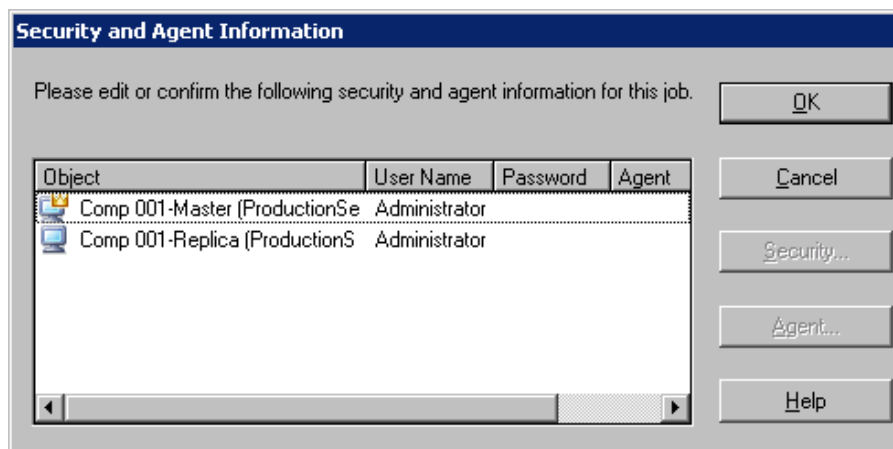 Security and Agent Information
Please edit or confirm the following security and agent information for this job.
OK
Object User Name Password Agent
Cancel
Comp 001-Master (ProductionSe Administrator
Comp 001-Replica (ProductionS Administrator
Security...
Agent...
Help